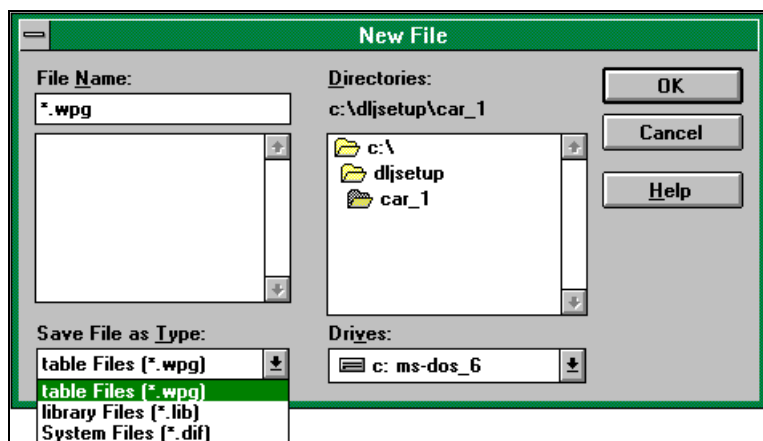 New File
File Name:
*.wpg
Directories:
c:\dljsetup\car_1
c:\
dljsetup
car_1
OK
Cancel
Help
Save File as Type:
table Files (*.wpg)
table Files (*.wpg)
library Files (*.lib)
System Files (*.dif)
Drives:
c: ms-dos_6